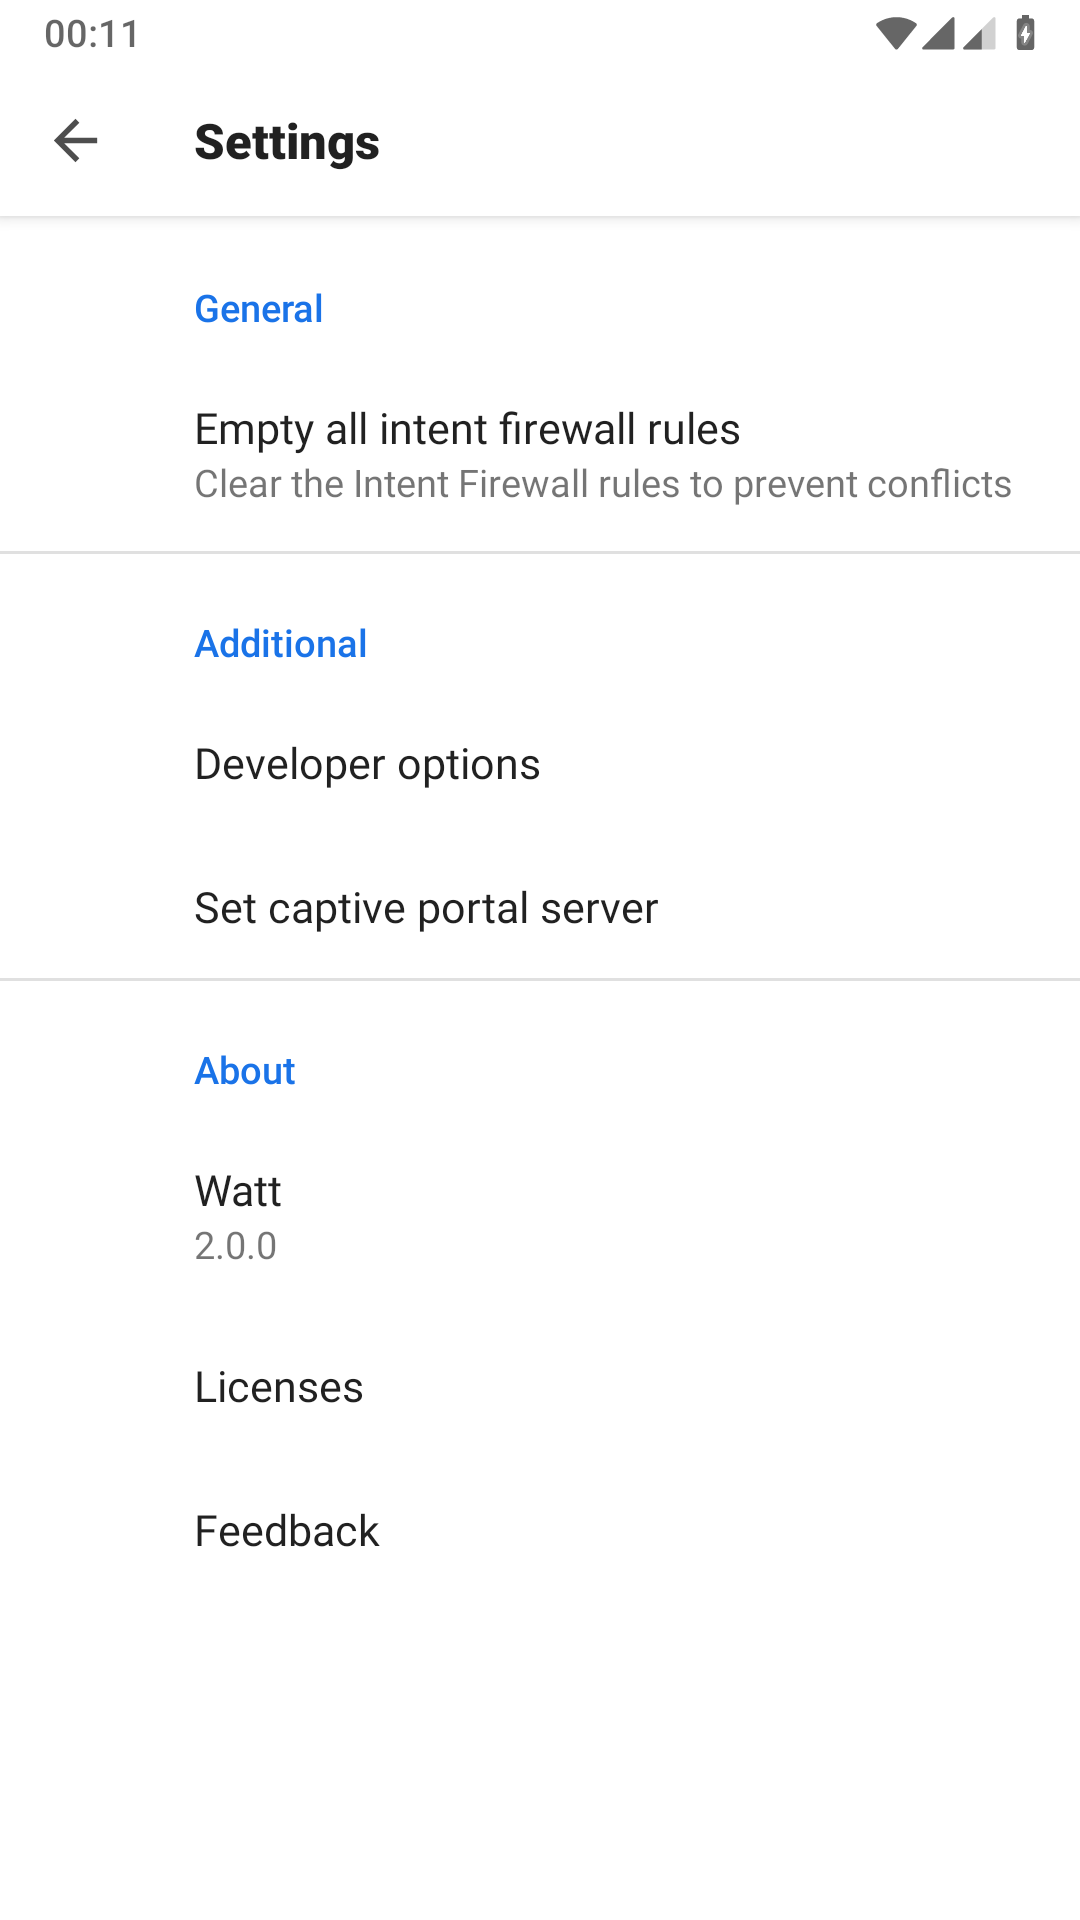 00:11
Settings
General
Empty all intent firewall rules
Clear the Intent Firewall rules to prevent conflicts
Additional
Developer options
Set captive portal server
About
Watt
2.0.0
Licenses
Feedback